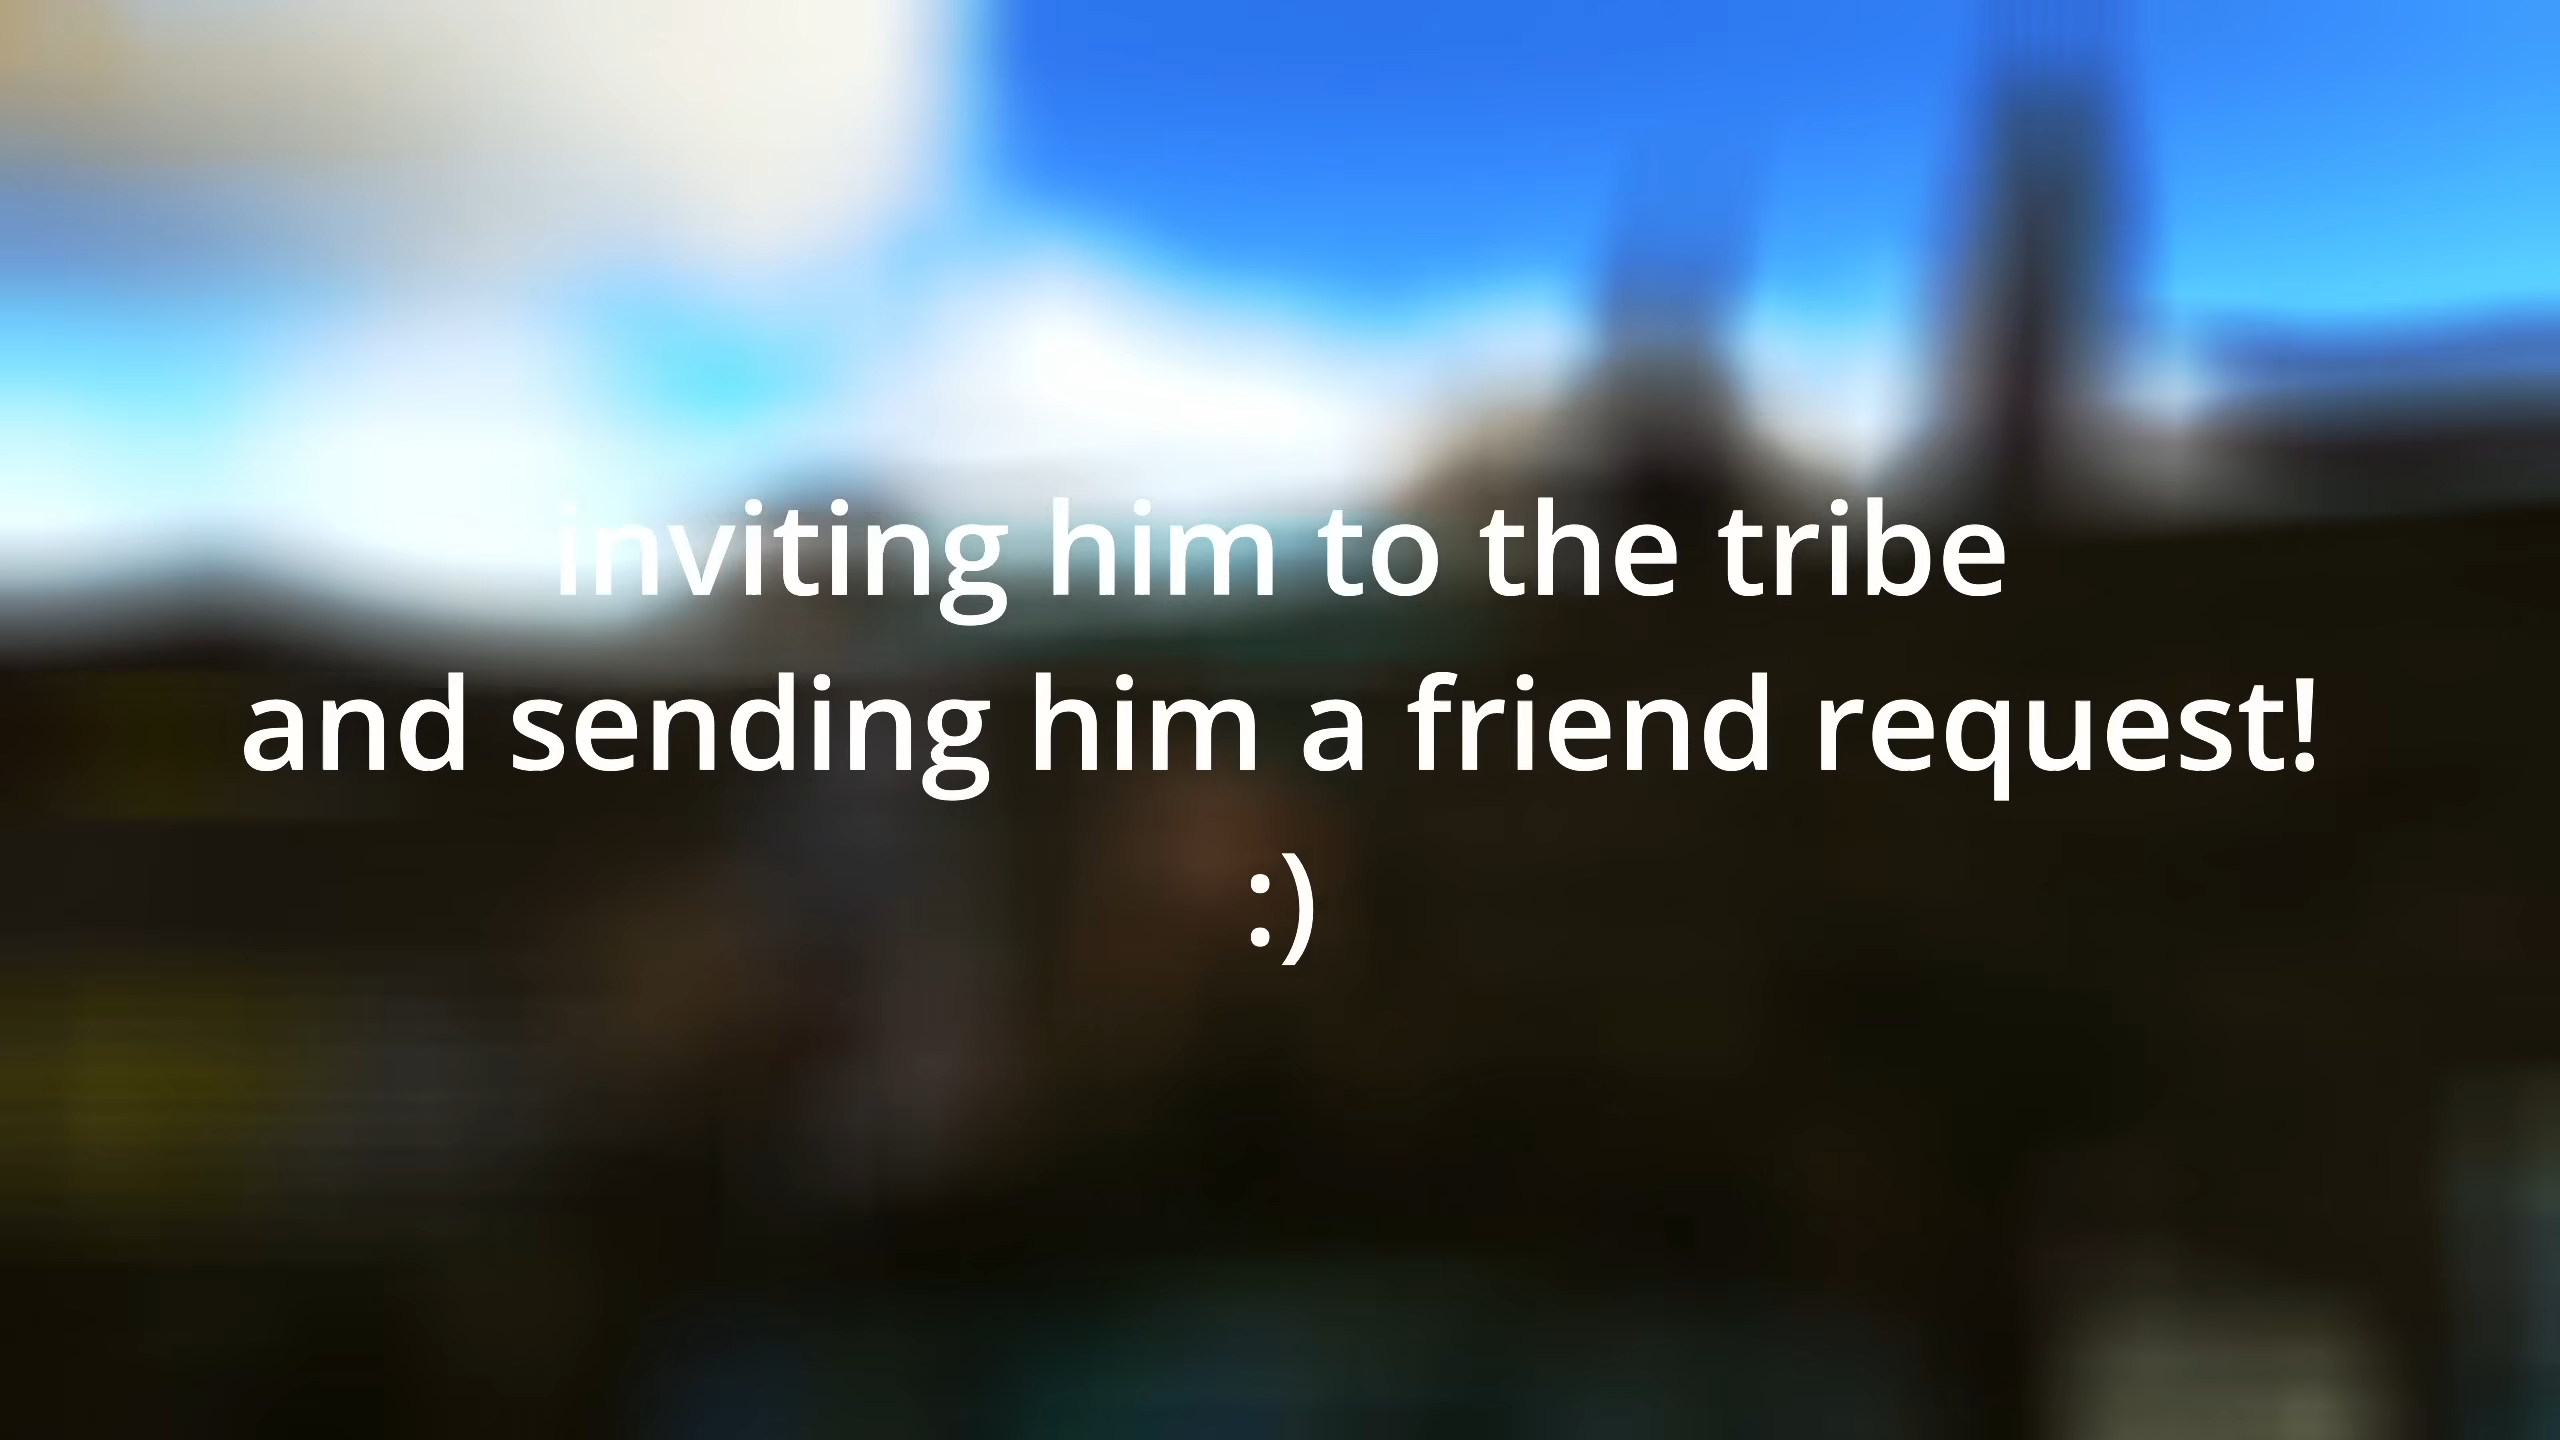 inviting him to the tribe
and sending him a friend request!
:)